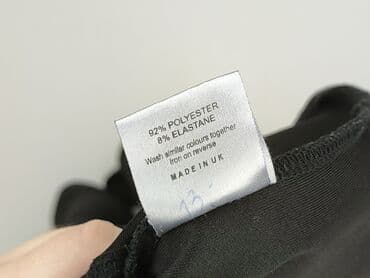 92% POLYESTER
8% ELASTANE
Wash similar colours together
Iron on reverse
MADE IN UK